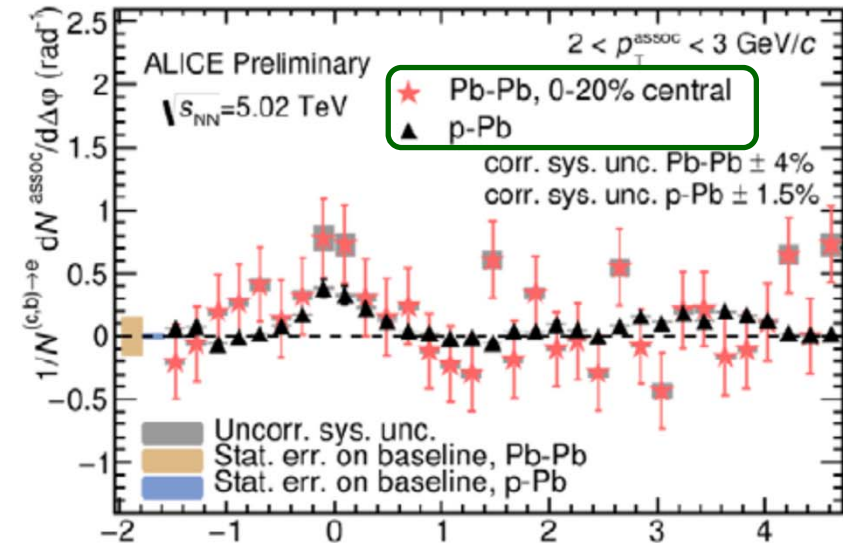 2 < p_T^assoc < 3 GeV/c
ALICE Preliminary
√s_NN=5.02 TeV
Pb-Pb, 0-20% central
p-Pb
corr. sys. unc. Pb-Pb ± 4%
corr. sys. unc. p-Pb ± 1.5%
1/N^(c,b)→e dN^assoc/dΔφ (rad⁻¹)
2.5
2
1.5
1
0.5
0
−0.5
−1
Uncorr. sys. unc.
Stat. err. on baseline, Pb-Pb
Stat. err. on baseline, p-Pb
−2 −1 0 1 2 3 4